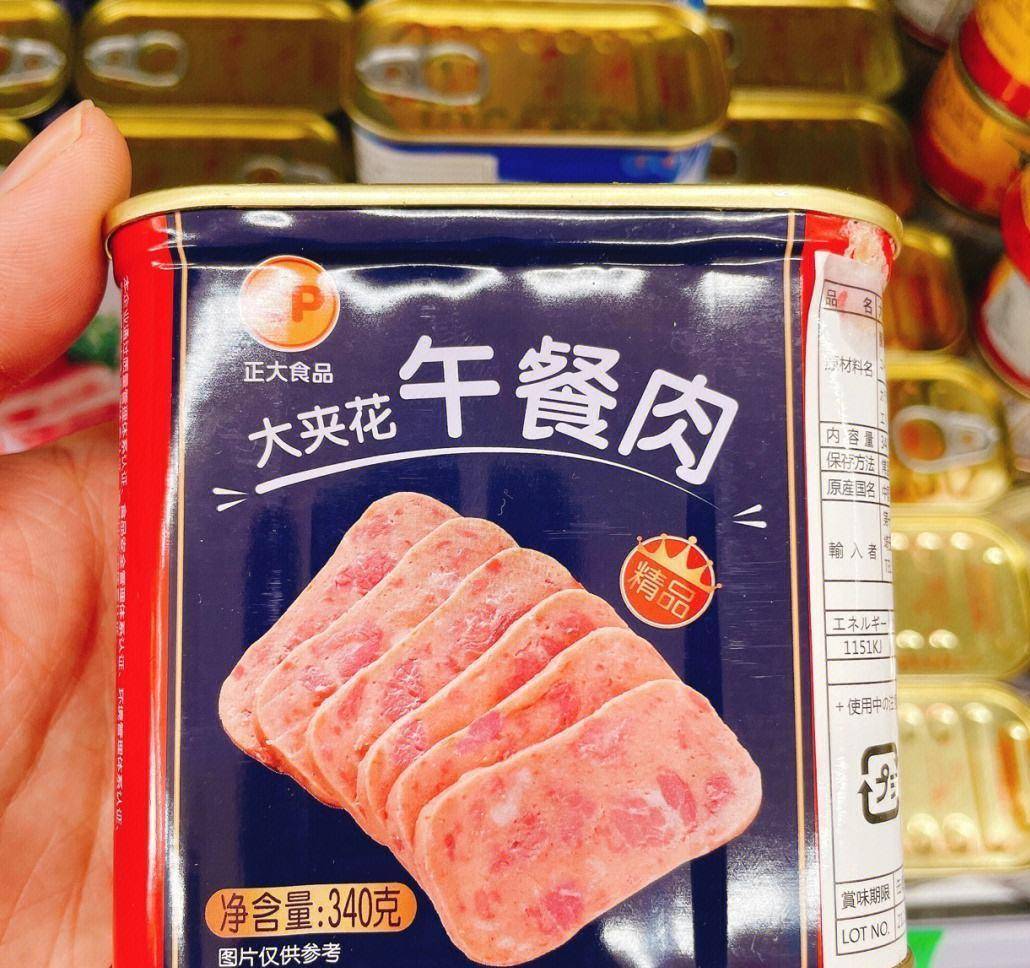 P
正大食品
大夹花午餐肉
精品
净含量:340克
图片仅供参考
品 名
原材料名
内容量
保存方法
原産国名
輸入者
エネルギー
1151KJ
+使用中の注
プ
賞味期限
LOT NO.